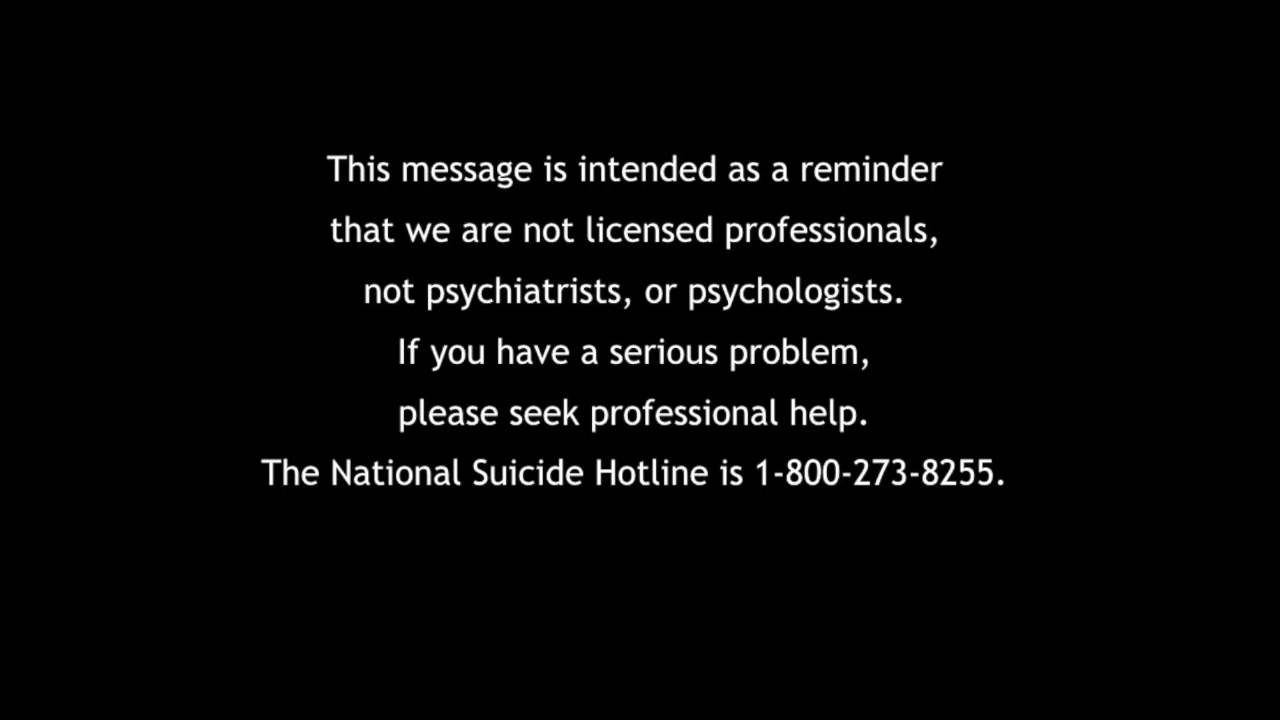 This message is intended as a reminder
that we are not licensed professionals,
not psychiatrists, or psychologists.
If you have a serious problem,
please seek professional help.
The National Suicide Hotline is 1-800-273-8255.